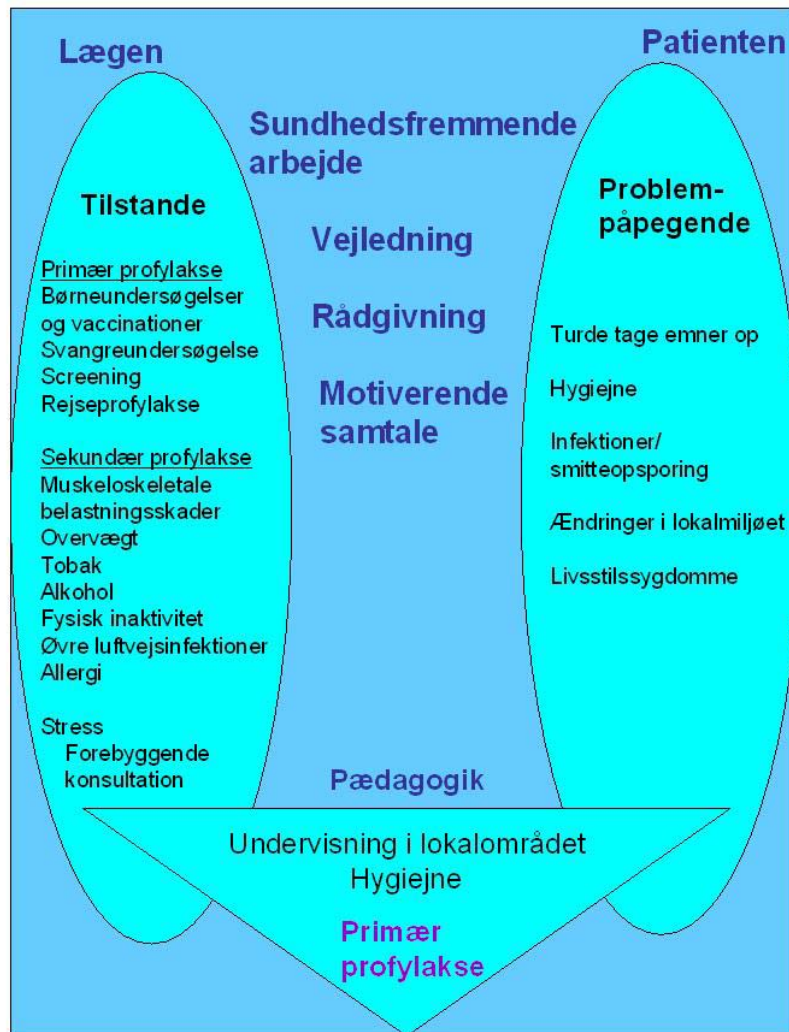 Lægen
Patienten
Sundhedsfremmende
arbejde
Vejledning
Rådgivning
Motiverende
samtale
Tilstande
Primær profylakse
Børneundersøgelser
og vaccinationer
Svangreundersøgelse
Screening
Rejseprofylakse
Sekundær profylakse
Muskeloskeletale
belastningsskader
Overvægt
Tobak
Alkohol
Fysisk inaktivitet
Øvre luftvejsinfektioner
Allergi
Stress
Forebyggende
konsultation
Problem-
påpegende
Turde tage emner op
Hygiejne
Infektioner/
smitteopsporing
Ændringer i lokalmiljøet
Livsstilssygdomme
Pædagogik
Undervisning i lokalområdet
Hygiejne
Primær
profylakse